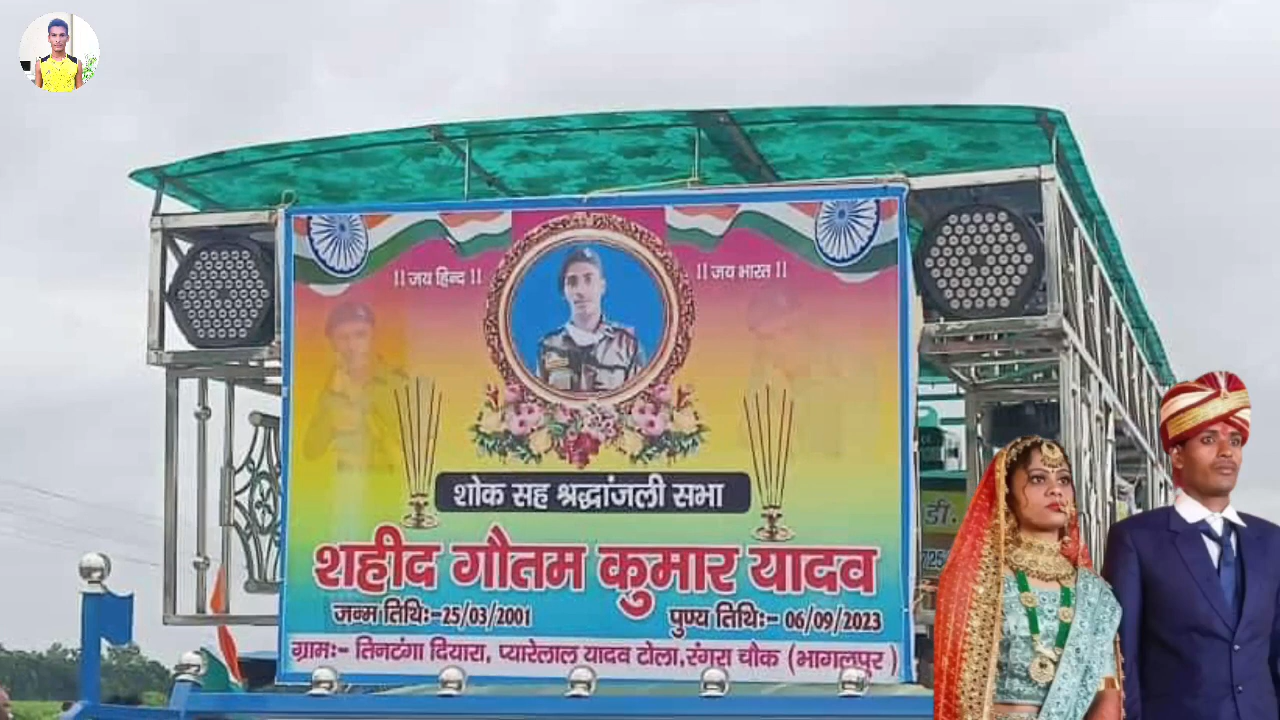 ।। जय हिन्द ।।
।। जय भारत ।।
शोक सह श्रद्धांजली सभा
शहीद गौतम कुमार यादव
जन्म तिथि:-25/03/2001
पुण्य तिथि:- 06/09/2023
ग्राम:- तिनटंगा दियारा, प्यारेलाल यादव टोला,रंगरा चौक (भागलपुर)
डी.
725